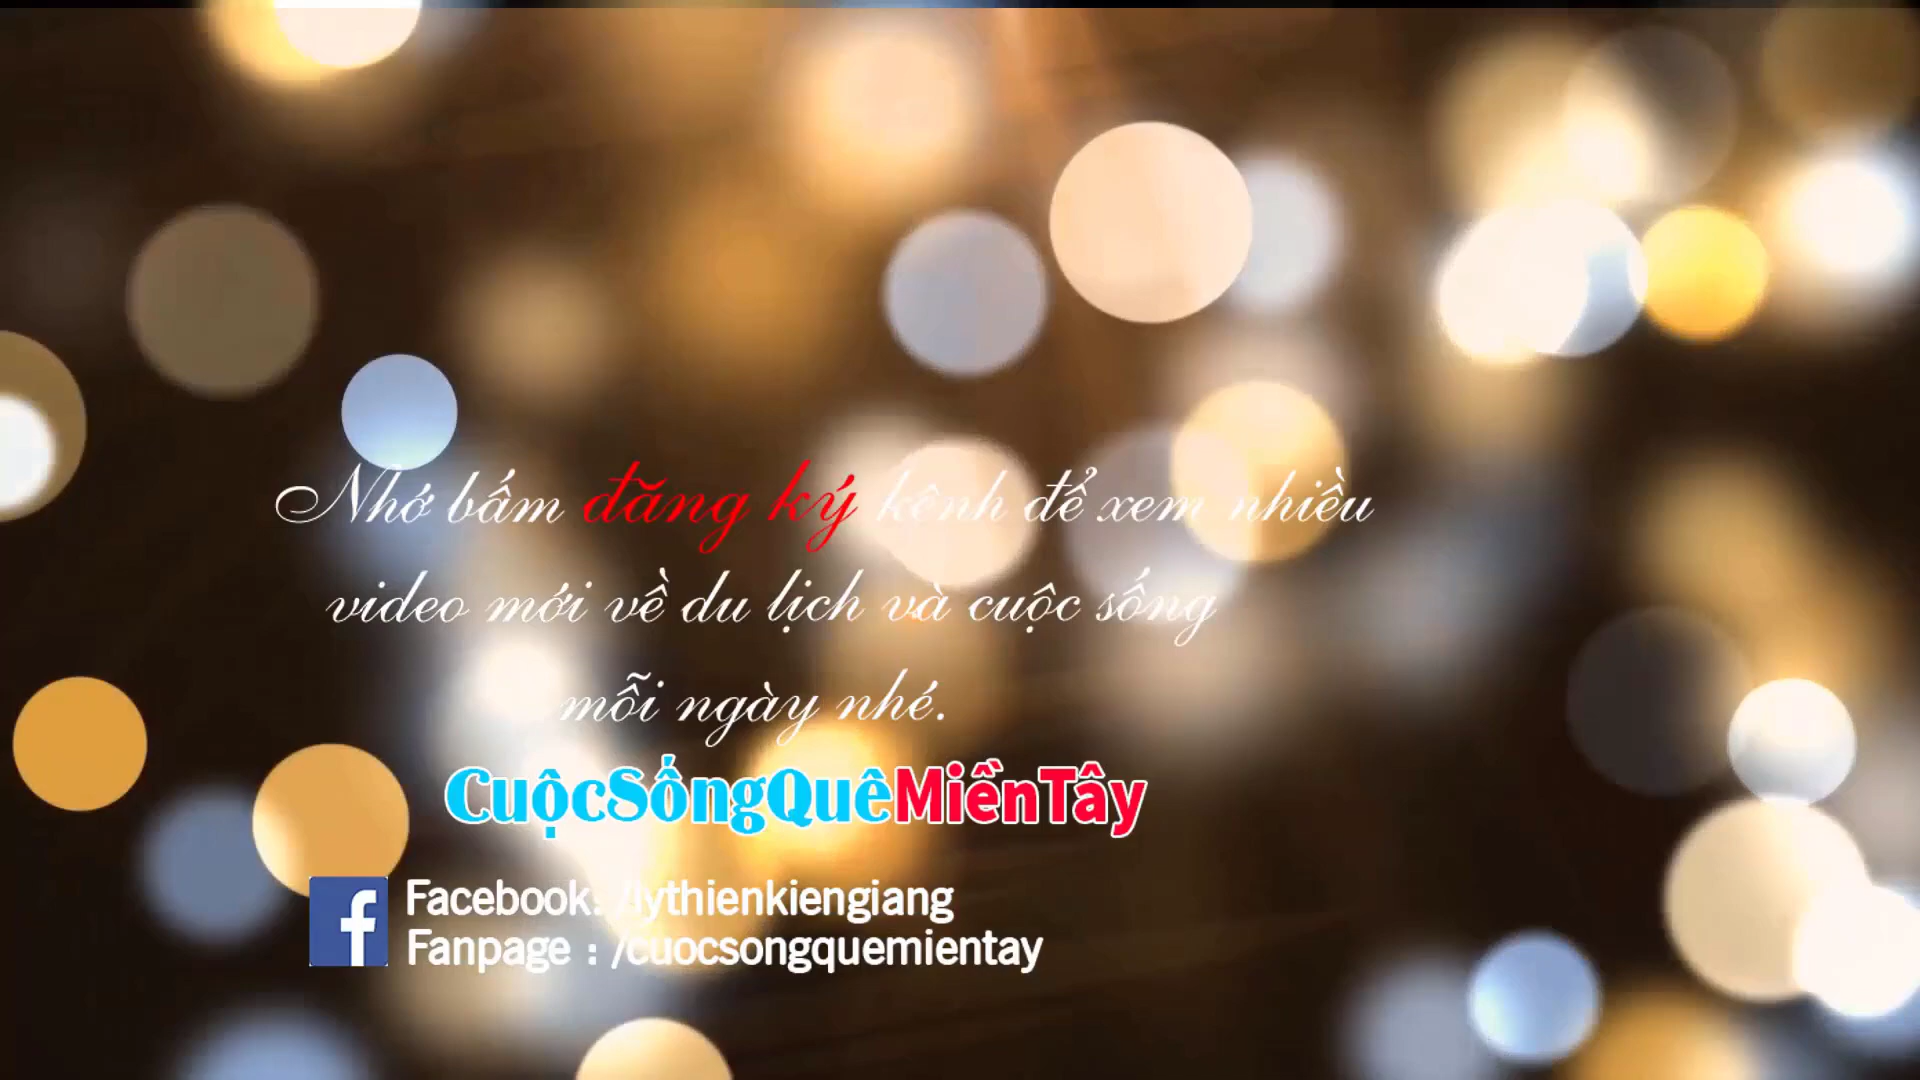 Nhớ bấm đăng ký kênh để xem nhiều
video mới về du lịch và cuộc sống
mỗi ngày nhé.
CuộcSốngQuêMiềnTây
Facebook: /lythienkiengiang
Fanpage : /cuocsongquemientay